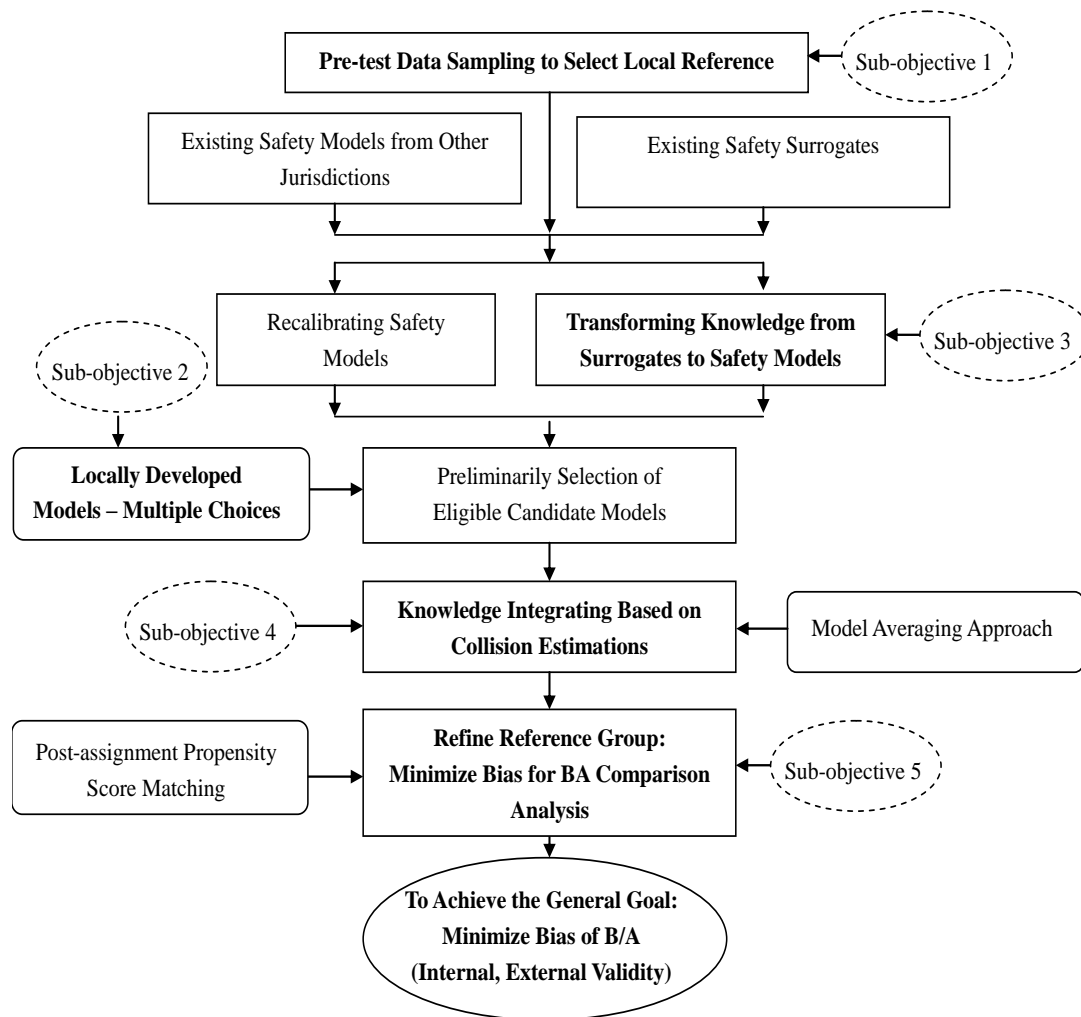 Pre-test Data Sampling to Select Local Reference
Sub-objective 1
Existing Safety Models from Other
Jurisdictions
Existing Safety Surrogates
Recalibrating Safety
Models
Transforming Knowledge from
Surrogates to Safety Models
Sub-objective 3
Sub-objective 2
Locally Developed
Models – Multiple Choices
Preliminarily Selection of
Eligible Candidate Models
Sub-objective 4
Knowledge Integrating Based on
Collision Estimations
Model Averaging Approach
Post-assignment Propensity
Score Matching
Refine Reference Group:
Minimize Bias for BA Comparison
Analysis
Sub-objective 5
To Achieve the General Goal:
Minimize Bias of B/A
(Internal, External Validity)